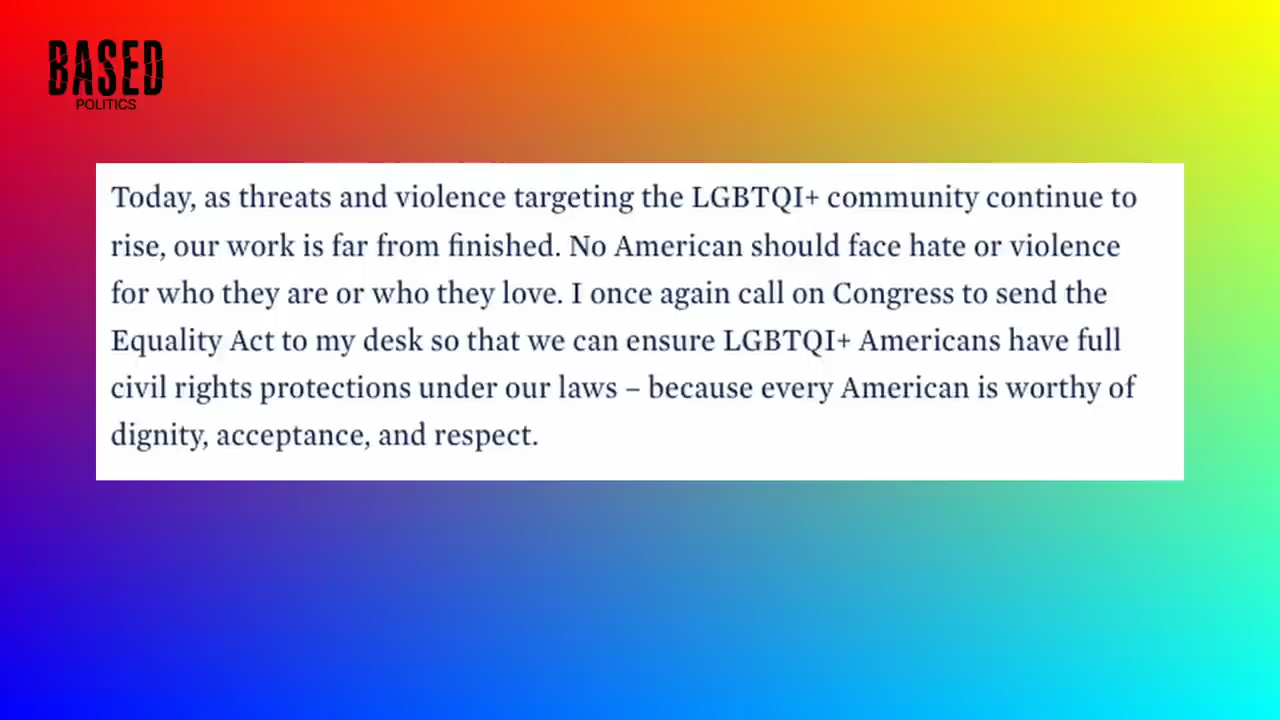 BASED
POLITICS
Today, as threats and violence targeting the LGBTQI+ community continue to
rise, our work is far from finished. No American should face hate or violence
for who they are or who they love. I once again call on Congress to send the
Equality Act to my desk so that we can ensure LGBTQI+ Americans have full
civil rights protections under our laws – because every American is worthy of
dignity, acceptance, and respect.